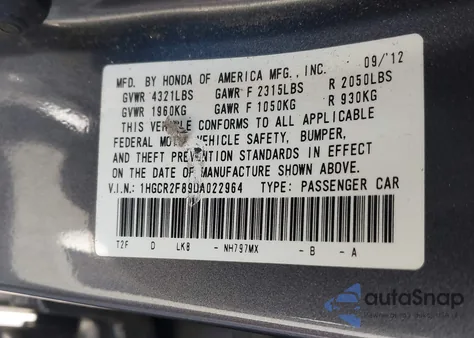 MFD. BY HONDA OF AMERICA MFG., INC. 09/'12
GVWR 4321LBS GAWR F 2315LBS R 2050LBS
GVWR 1960KG GAWR F 1050KG R 930KG
THIS VEHICLE CONFORMS TO ALL APPLICABLE
FEDERAL MOTOR VEHICLE SAFETY, BUMPER,
AND THEFT PREVENTION STANDARDS IN EFFECT
ON THE DATE OF MANUFACTURE SHOWN ABOVE.
V.I.N.: 1HGCR2F89DA022964 TYPE: PASSENGER CAR
T2F D LK8 - NH797MX - B - A
autoSnap